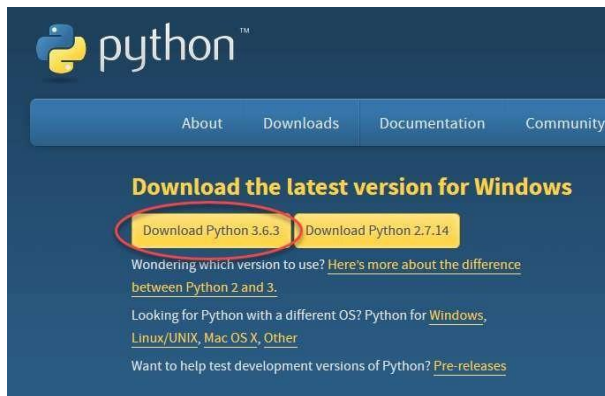 python™
About Downloads Documentation Community
Download the latest version for Windows
Download Python 3.6.3 Download Python 2.7.14
Wondering which version to use? Here's more about the difference
between Python 2 and 3.
Looking for Python with a different OS? Python for Windows,
Linux/UNIX, Mac OS X, Other
Want to help test development versions of Python? Pre-releases